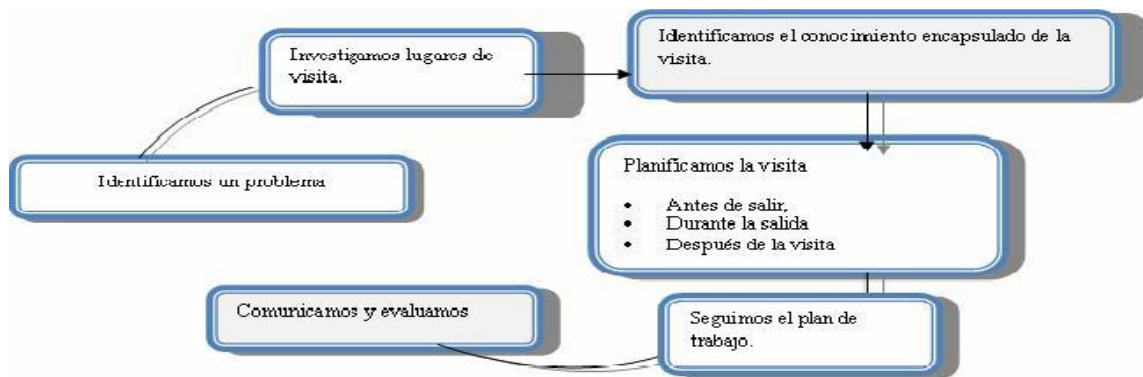 Identificamos un problema
Investigamos lugares de
visita.
Identificamos el conocimiento encapsulado de la
visita.
Planificamos la visita
• Antes de salir,
• Durante la salida
• Después de la visita
Seguimos el plan de
trabajo.
Comunicamos y evaluamos